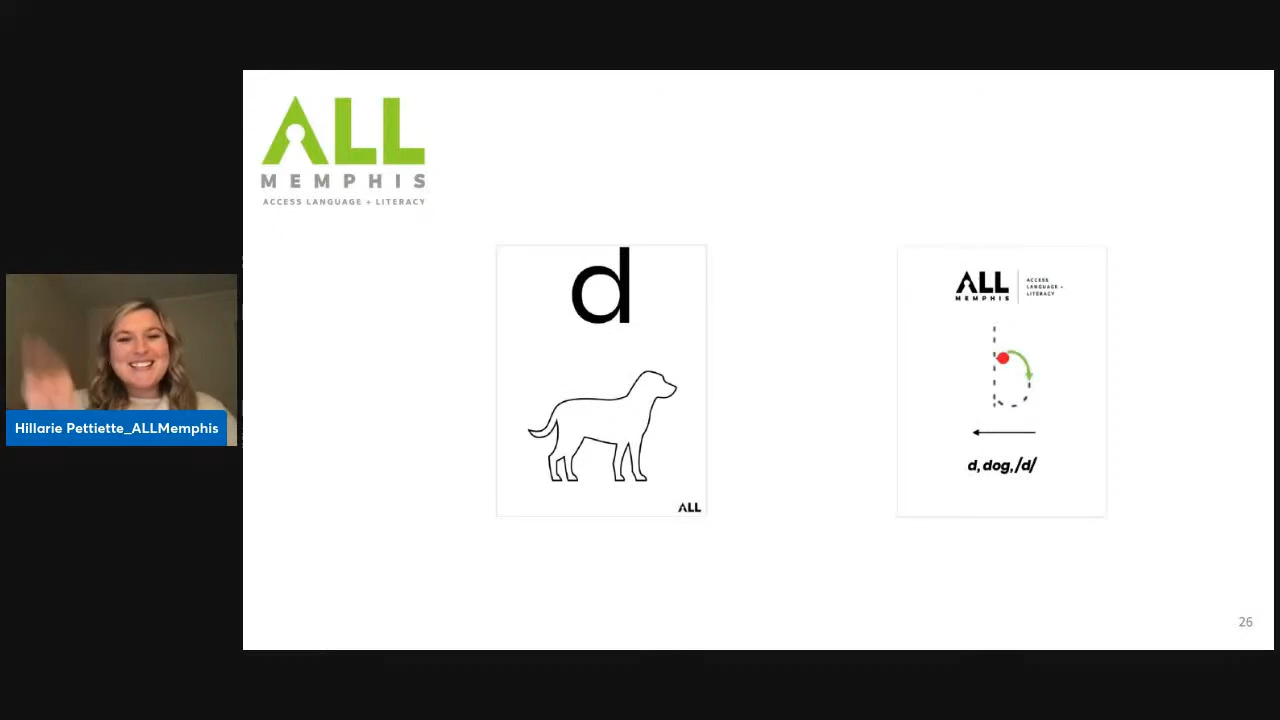 ALL
MEMPHIS
ACCESS LANGUAGE + LITERACY
d
ALL
ALL
MEMPHIS
ACCESS
LANGUAGE +
LITERACY
d, dog, /d/
Hillarie Pettiette_ALLMemphis
26